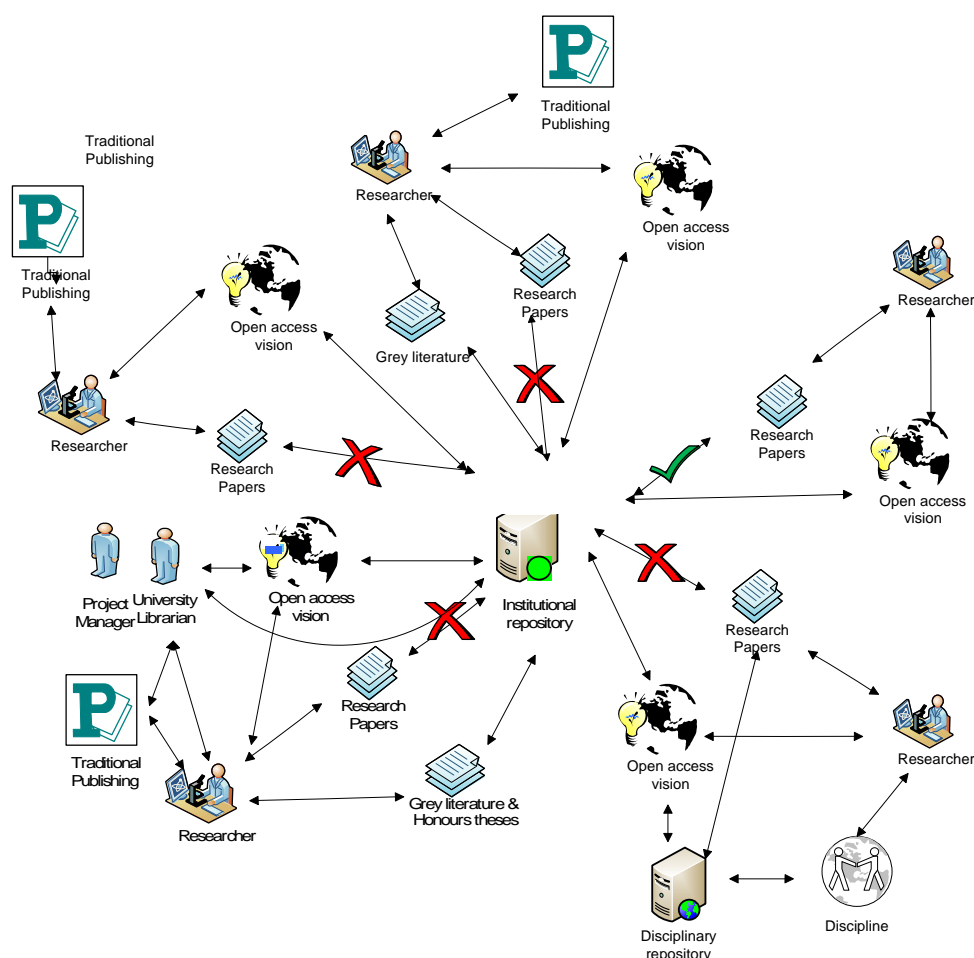 Traditional
Publishing
Traditional
Publishing
Researcher
Open access
vision
Traditional
Publishing
Open access
vision
Research
Papers
Grey literature
Researcher
Researcher
Research
Papers
Research
Papers
Open access
vision
Project
Manager
University
Librarian
Open access
vision
Institutional
repository
Research
Papers
Research
Papers
Traditional
Publishing
Researcher
Grey literature &
Honours theses
Open access
vision
Researcher
Disciplinary
repository
Discipline